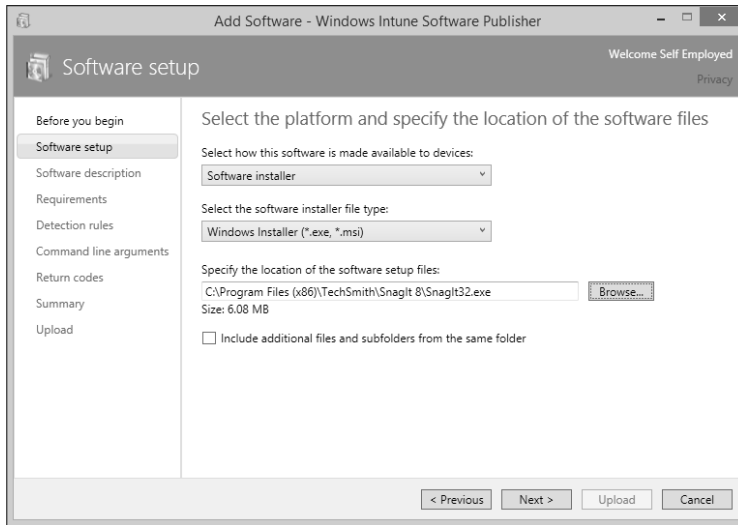 Add Software - Windows Intune Software Publisher
Software setup
Welcome Self Employed
Privacy
Before you begin
Software setup
Software description
Requirements
Detection rules
Command line arguments
Return codes
Summary
Upload
Select the platform and specify the location of the software files
Select how this software is made available to devices:
Software installer
Select the software installer file type:
Windows Installer (*.exe, *.msi)
Specify the location of the software setup files:
C:\Program Files (x86)\TechSmith\SnagIt 8\SnagIt32.exe
Browse...
Size: 6.08 MB
Include additional files and subfolders from the same folder
< Previous
Next >
Upload
Cancel